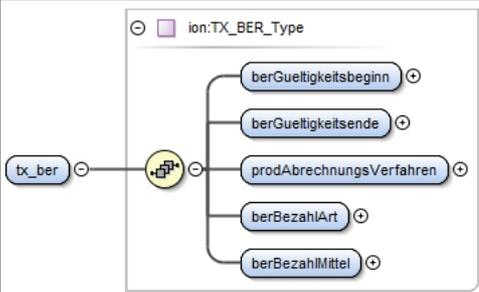 ion:TX_BER_Type
berGueltigkeitsbeginn
berGueltigkeitsende
tx_ber
prodAbrechnungsVerfahren
berBezahlArt
berBezahlMittel